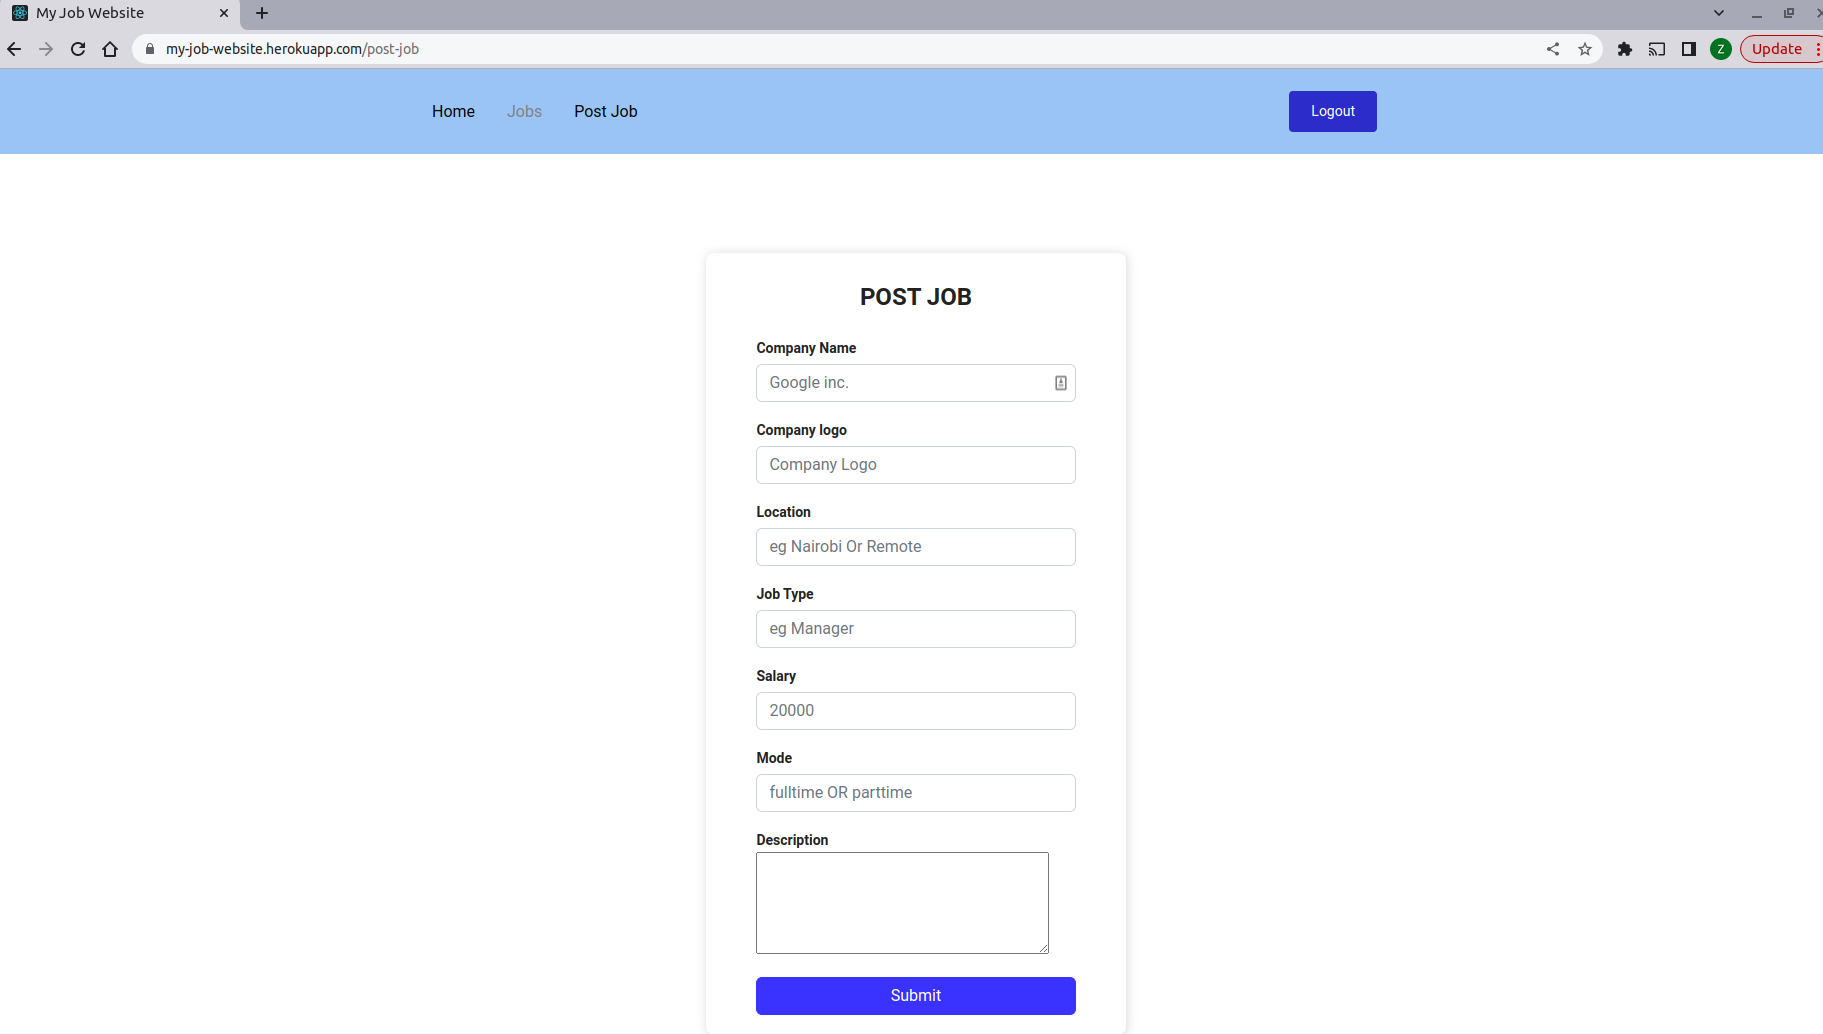 My Job Website
my-job-website.herokuapp.com/post-job
Z
Update
Home
Jobs
Post Job
Logout
POST JOB
Company Name
Google inc.
Company logo
Company Logo
Location
eg Nairobi Or Remote
Job Type
eg Manager
Salary
20000
Mode
fulltime OR parttime
Description
Submit